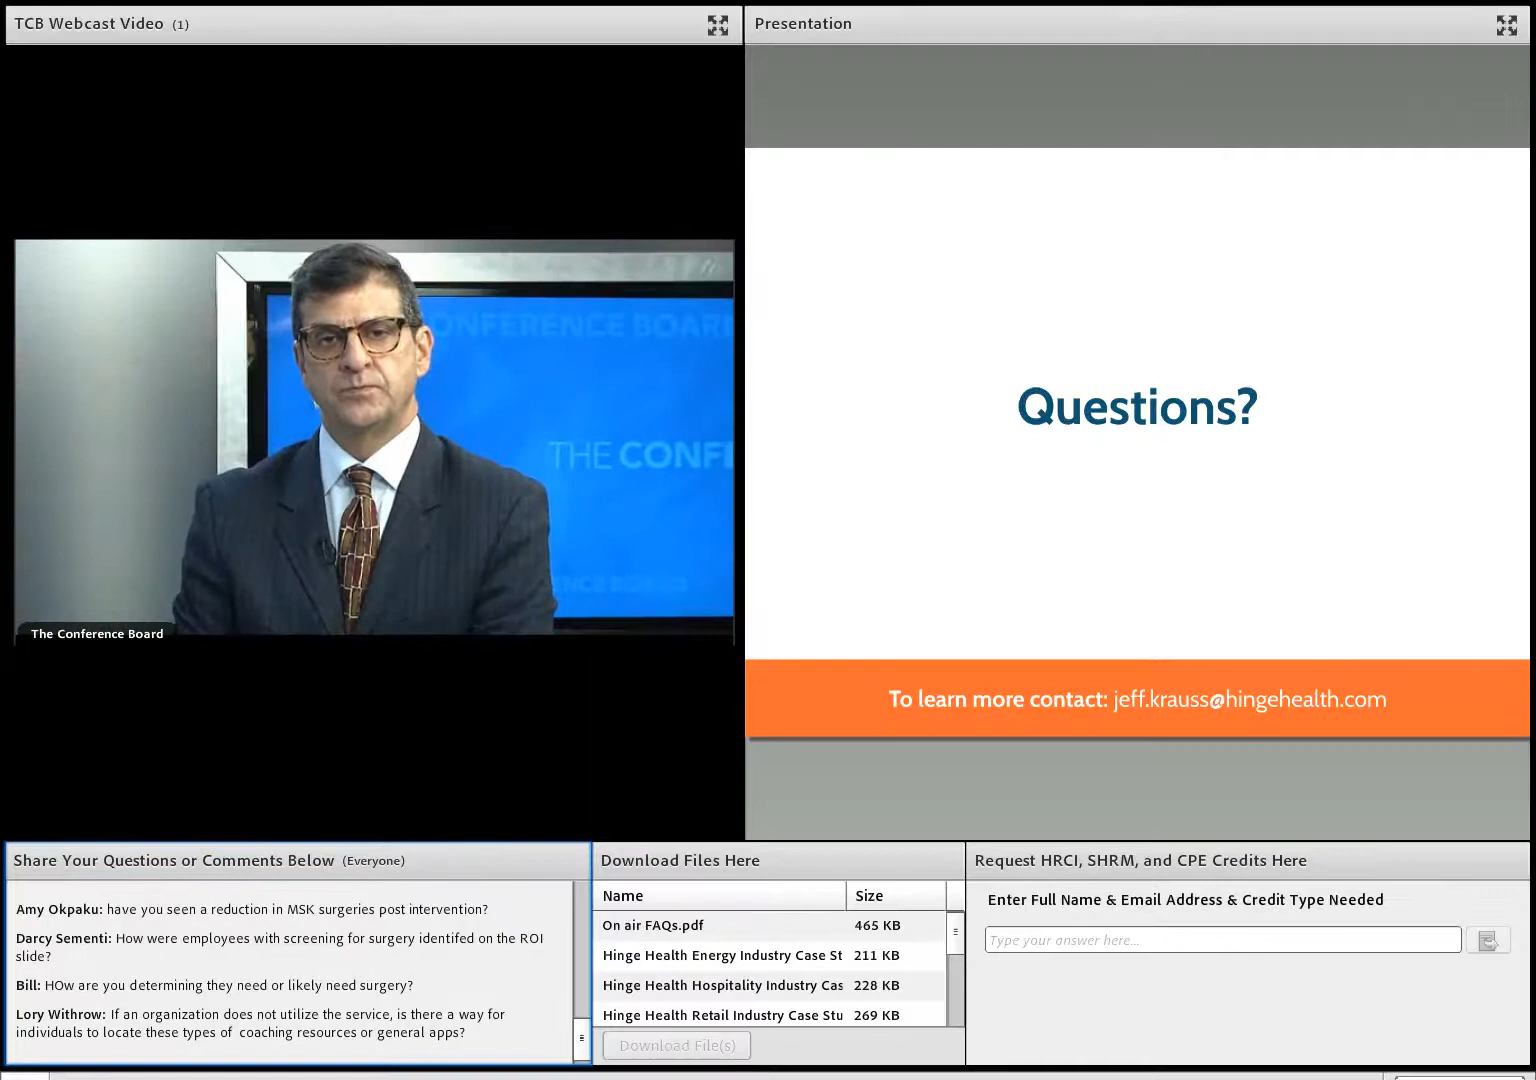 TCB Webcast Video (1)
Presentation
ONFERENCE BOAR
THE CONF
ENCE BOARD
The Conference Board
Questions?
To learn more contact: jeff.krauss@hingehealth.com
Share Your Questions or Comments Below (Everyone)
Amy Okpaku: have you seen a reduction in MSK surgeries post intervention?
Darcy Sementi: How were employees with screening for surgery identifed on the ROI
slide?
Bill: HOw are you determining they need or likely need surgery?
Lory Withrow: If an organization does not utilize the service, is there a way for
individuals to locate these types of coaching resources or general apps?
Download Files Here
Name Size
On air FAQs.pdf 465 KB
Hinge Health Energy Industry Case St 211 KB
Hinge Health Hospitality Industry Cas 228 KB
Hinge Health Retail Industry Case Stu 269 KB
Download File(s)
Request HRCI, SHRM, and CPE Credits Here
Enter Full Name & Email Address & Credit Type Needed
Type your answer here...